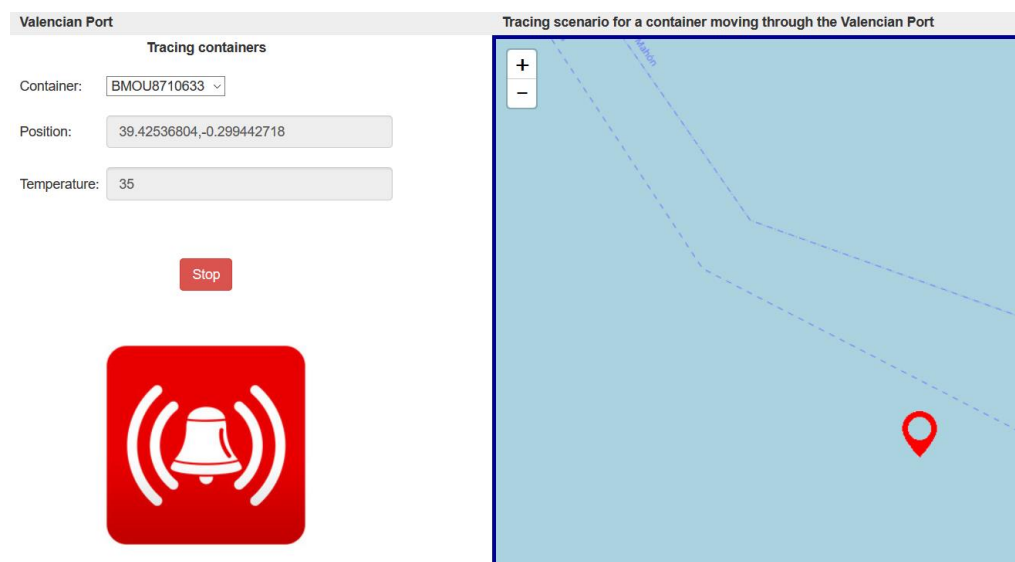 Valencian Port
Tracing containers
Container: BMOU8710633
Position: 39.42536804,-0.299442718
Temperature: 35
Stop
Tracing scenario for a container moving through the Valencian Port
+
−
Mahón